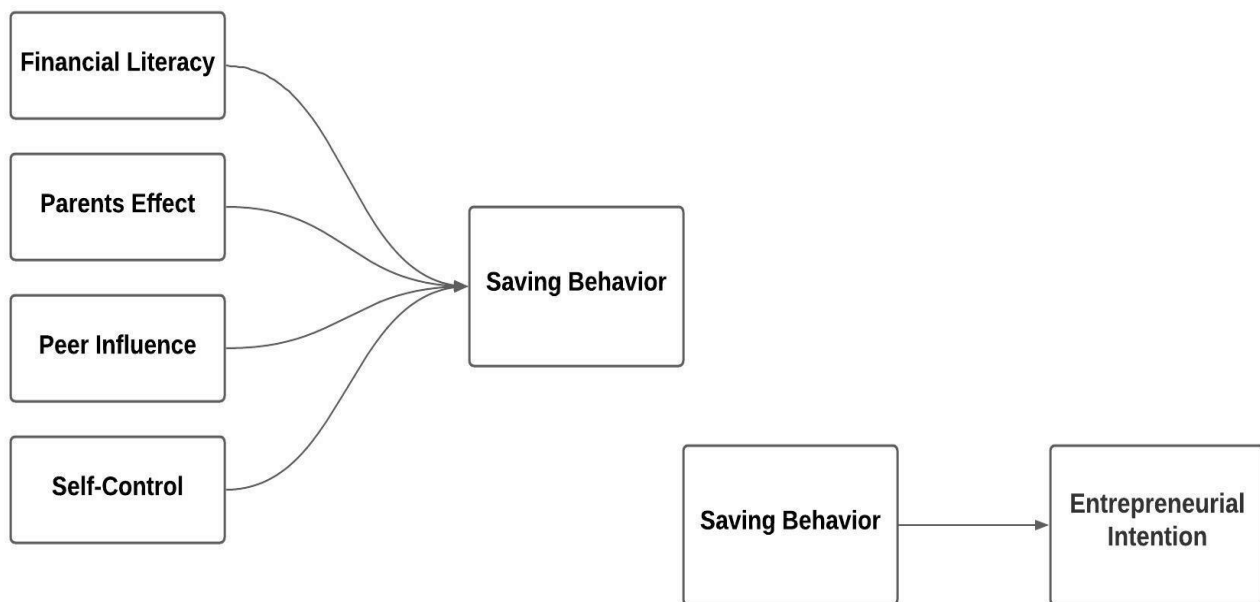 Financial Literacy
Parents Effect
Peer Influence
Self-Control
Saving Behavior
Saving Behavior
Entrepreneurial
Intention